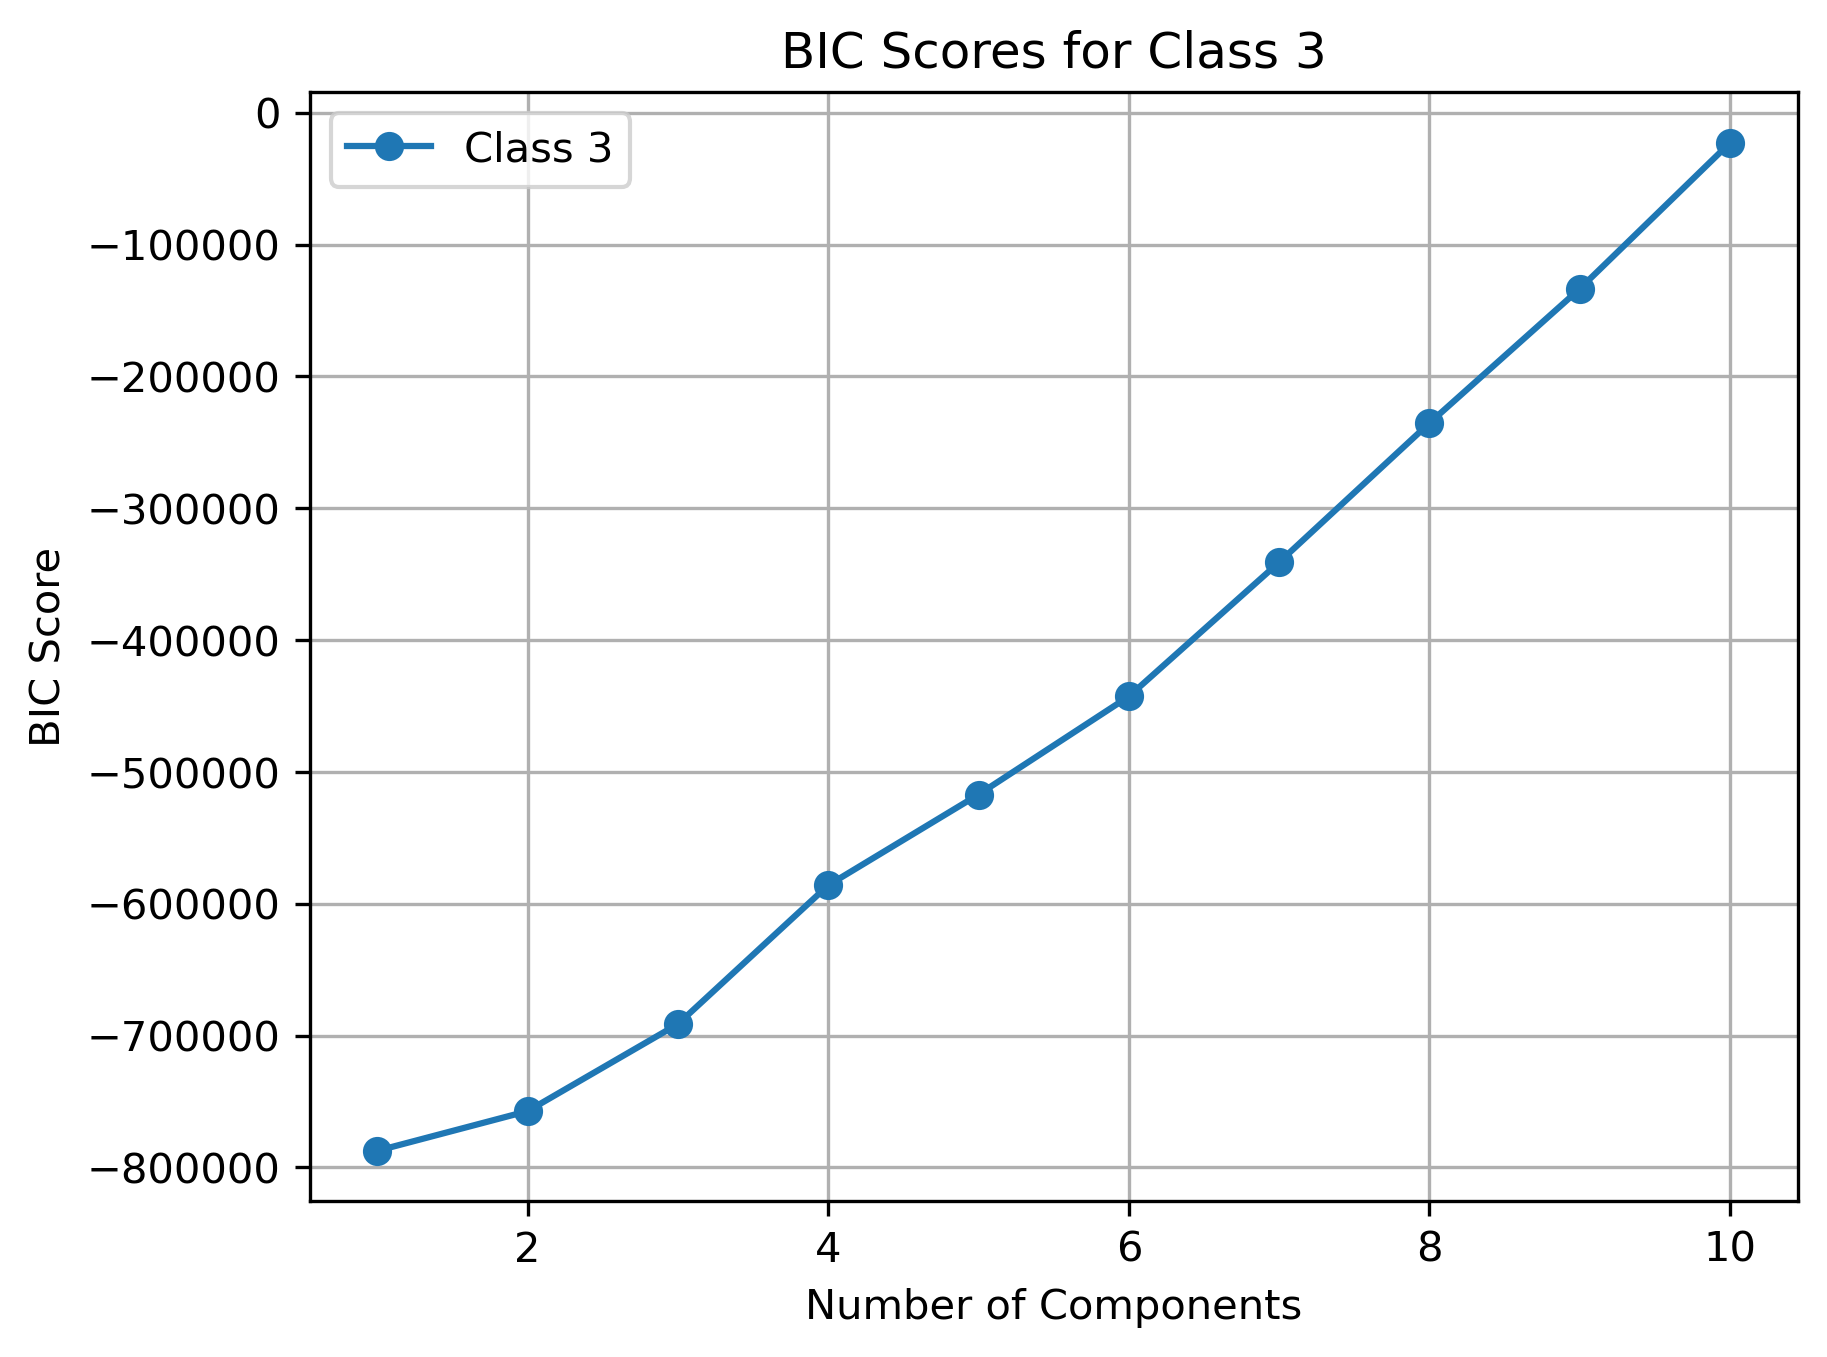 BIC Scores for Class 3
Class 3
0
−100000
−200000
−300000
−400000
−500000
−600000
−700000
−800000
BIC Score
2 4 6 8 10
Number of Components